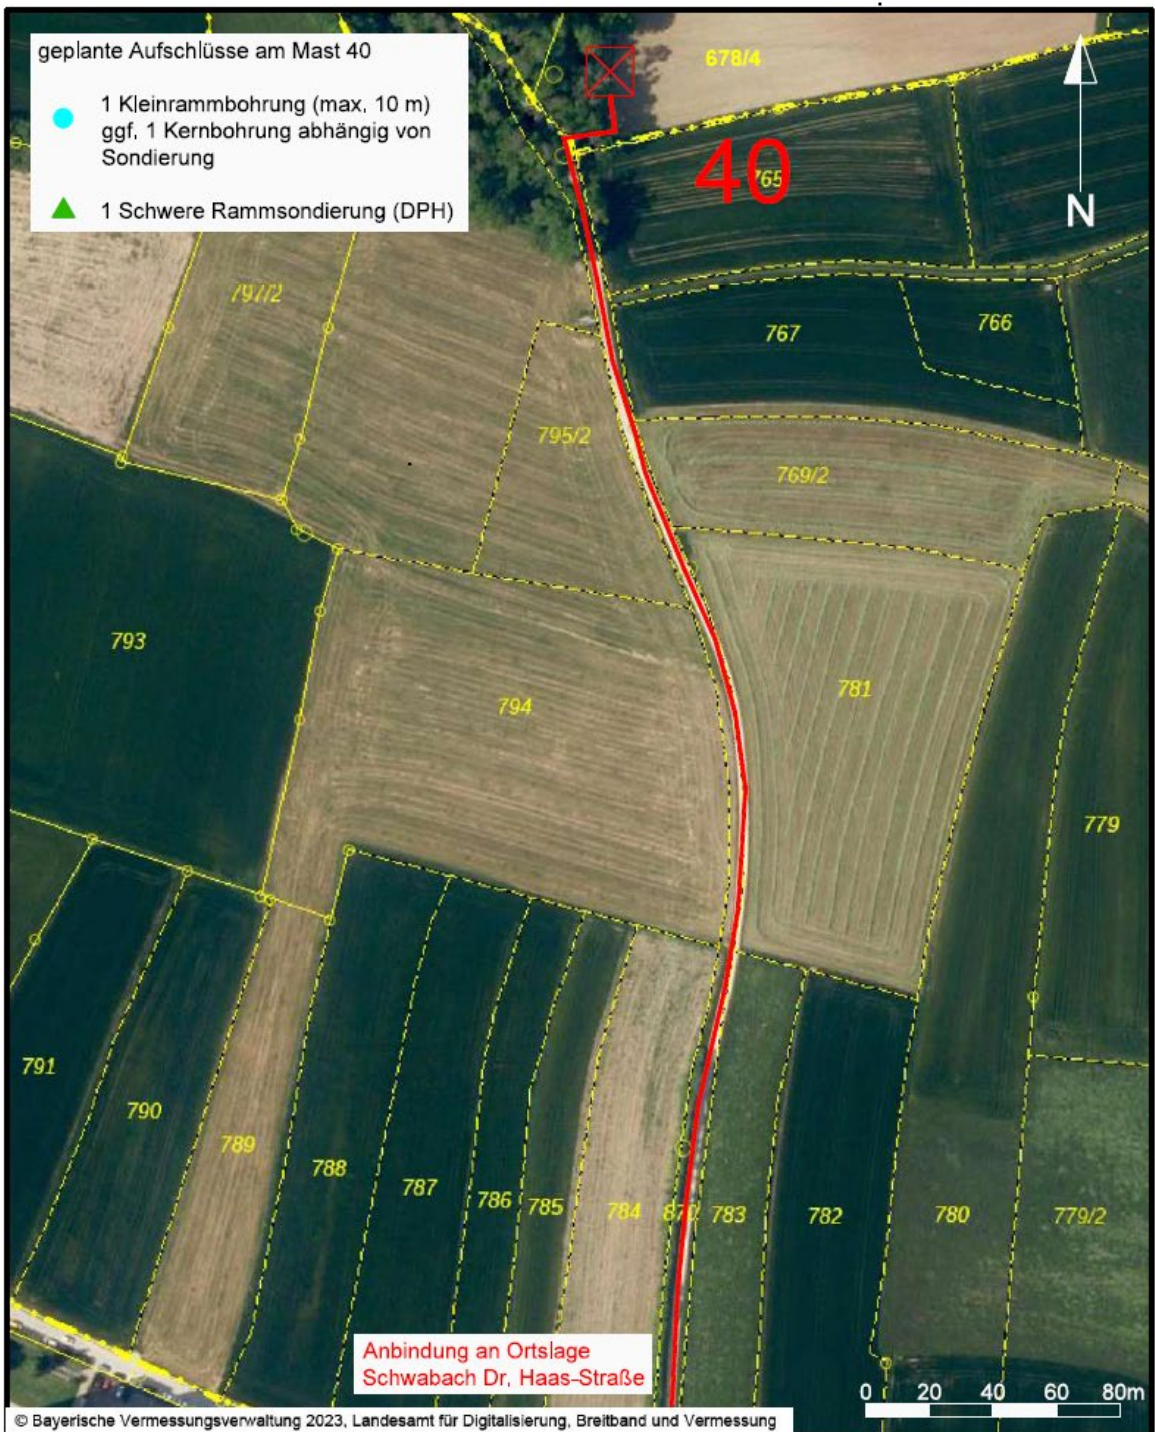 geplante Aufschlüsse am Mast 40
1 Kleinrammbohrung (max. 10 m)
ggf. 1 Kernbohrung abhängig von
Sondierung
1 Schwere Rammsondierung (DPH)
678/4
40
765
N
797/2
767
766
795/2
769/2
793
794
781
779
791
790
789
788
787
786
785
784
783
782
780
779/2
Anbindung an Ortslage
Schwabach Dr. Haas-Straße
0 20 40 60 80m
© Bayerische Vermessungsverwaltung 2023, Landesamt für Digitalisierung, Breitband und Vermessung